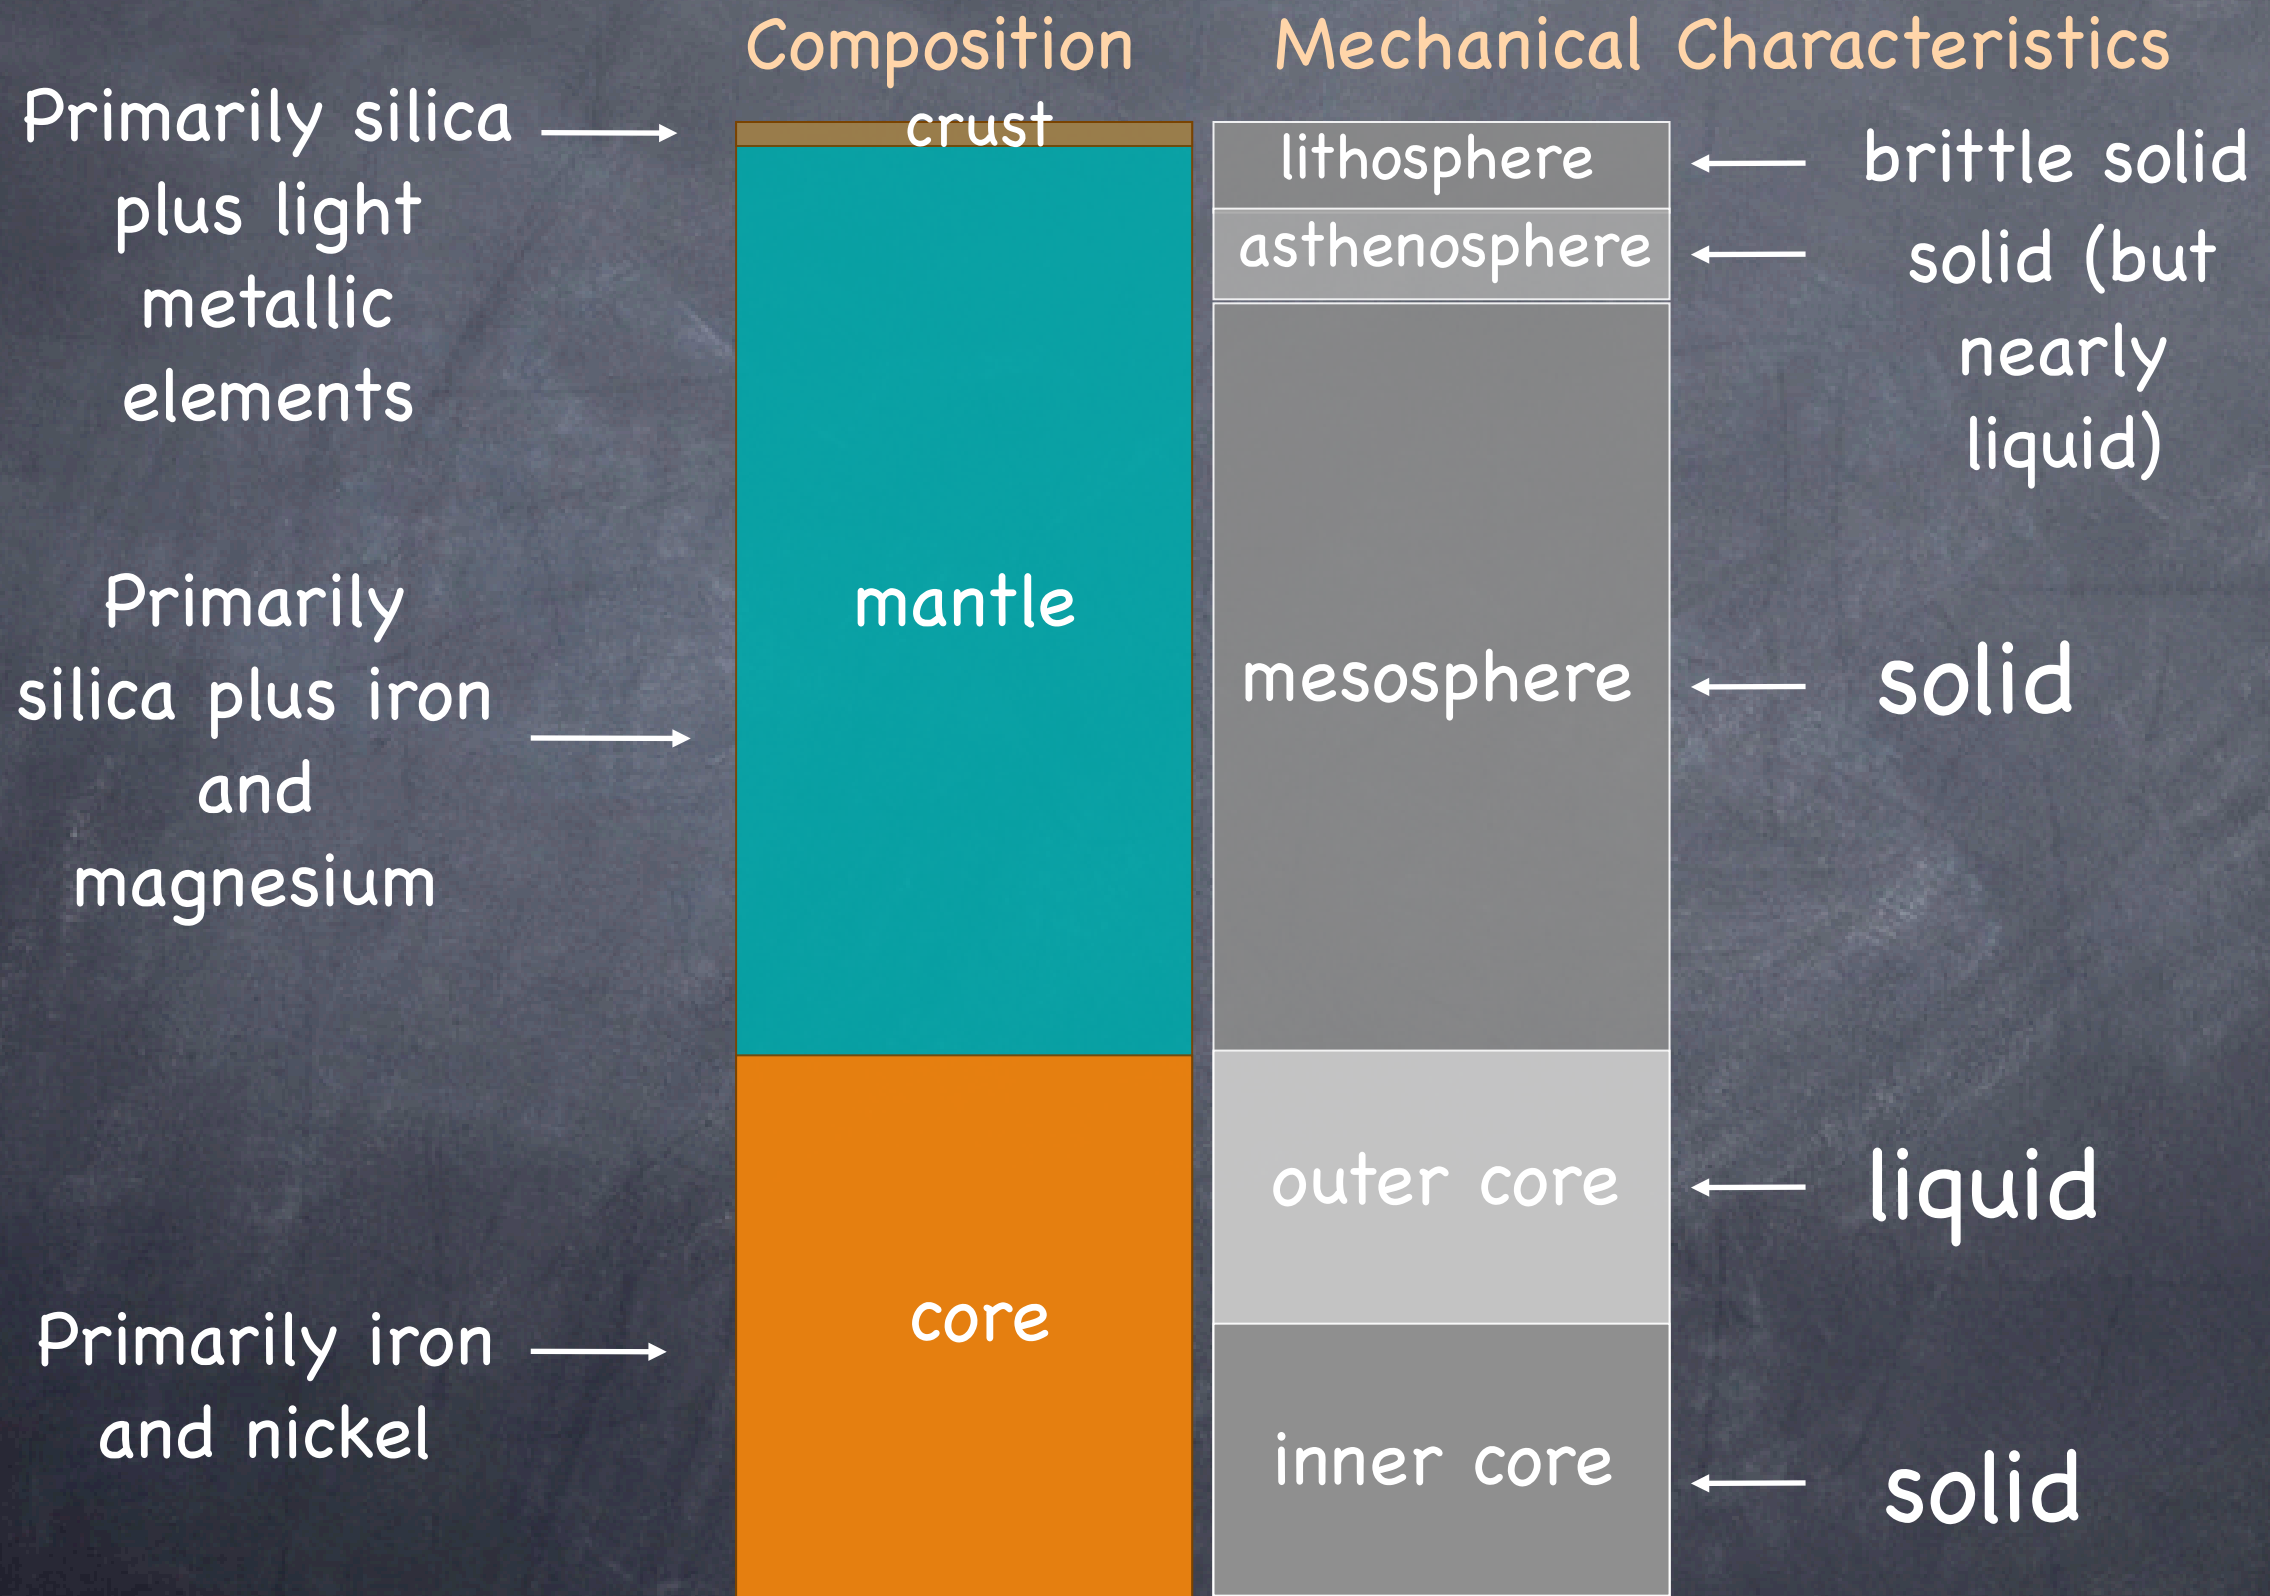 Composition
Mechanical Characteristics
Primarily silica
plus light
metallic
elements
Primarily
silica plus iron
and
magnesium
Primarily iron
and nickel
crust
mantle
core
lithosphere
asthenosphere
mesosphere
outer core
inner core
brittle solid
solid (but
nearly
liquid)
solid
liquid
solid